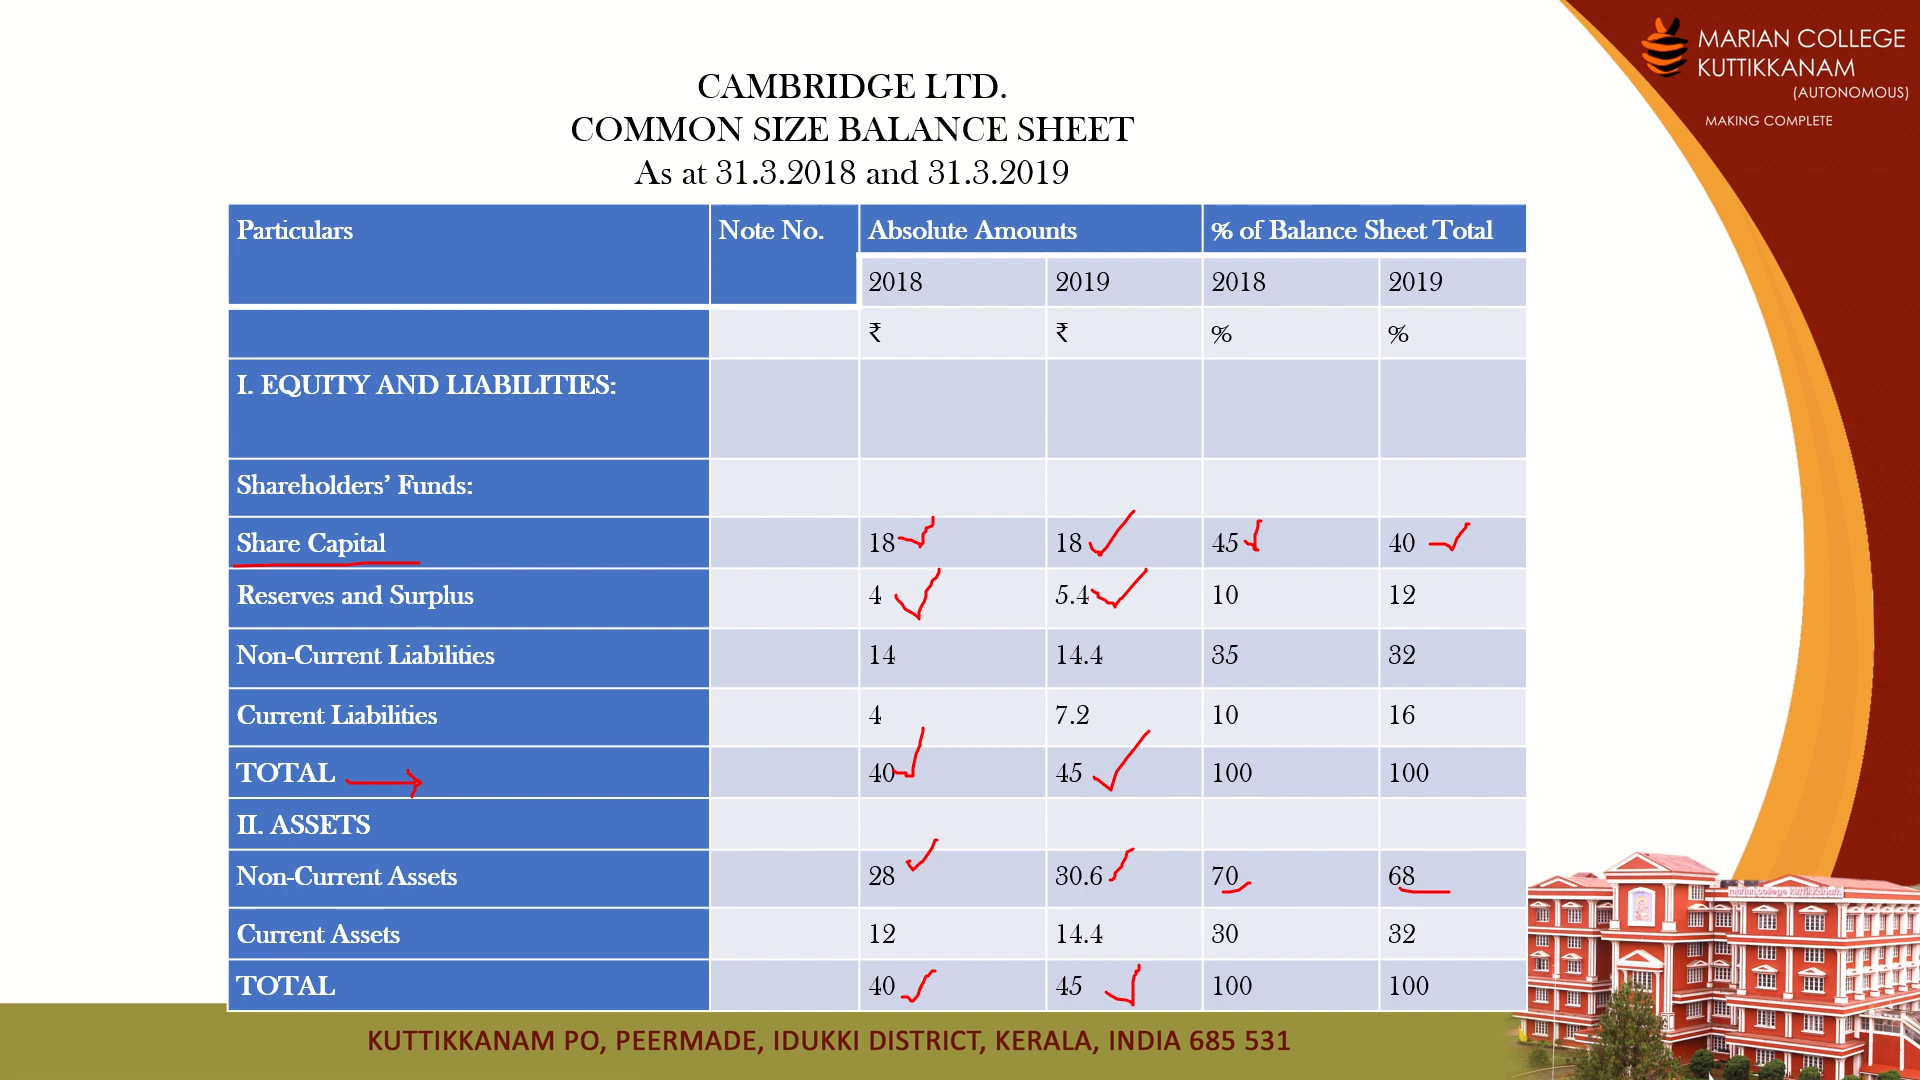 MARIAN COLLEGE
KUTTIKKANAM
(AUTONOMOUS)
MAKING COMPLETE
CAMBRIDGE LTD.
COMMON SIZE BALANCE SHEET
As at 31.3.2018 and 31.3.2019
Particulars Note No. Absolute Amounts % of Balance Sheet Total
2018 2019 2018 2019
₹ ₹ % %
I. EQUITY AND LIABILITIES:
Shareholders’ Funds:
Share Capital 18 18 45 40
Reserves and Surplus 4 5.4 10 12
Non-Current Liabilities 14 14.4 35 32
Current Liabilities 4 7.2 10 16
TOTAL 40 45 100 100
II. ASSETS
Non-Current Assets 28 30.6 70 68
Current Assets 12 14.4 30 32
TOTAL 40 45 100 100
marian college kuttikkanam
KUTTIKKANAM PO, PEERMADE, IDUKKI DISTRICT, KERALA, INDIA 685 531